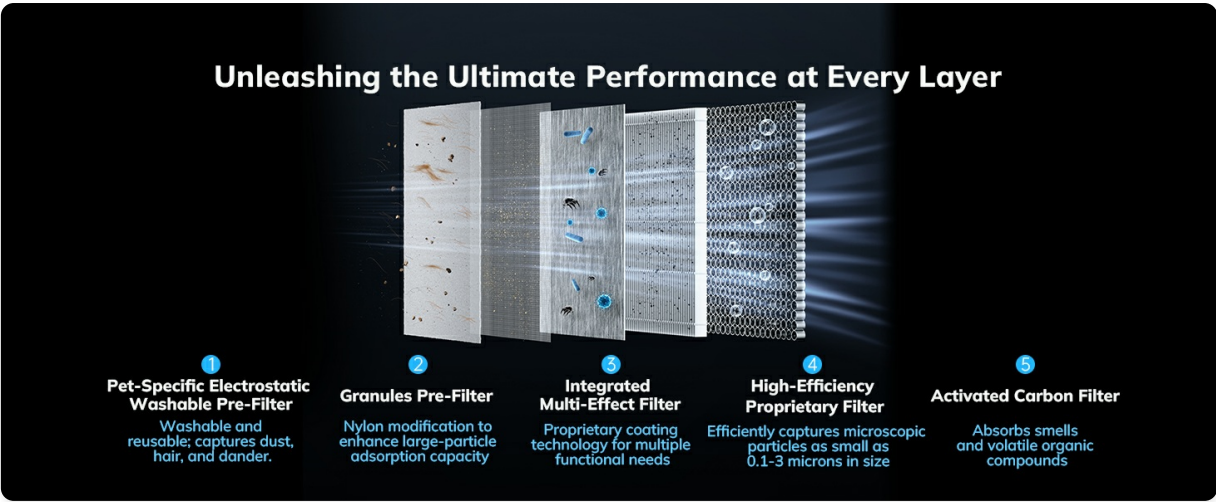 Unleashing the Ultimate Performance at Every Layer
1
Pet-Specific Electrostatic
Washable Pre-Filter
Washable and
reusable; captures dust,
hair, and dander.
2
Granules Pre-Filter
Nylon modification to
enhance large-particle
adsorption capacity
3
Integrated
Multi-Effect Filter
Proprietary coating
technology for multiple
functional needs
4
High-Efficiency
Proprietary Filter
Efficiently captures microscopic
particles as small as
0.1-3 microns in size
5
Activated Carbon Filter
Absorbs smells
and volatile organic
compounds